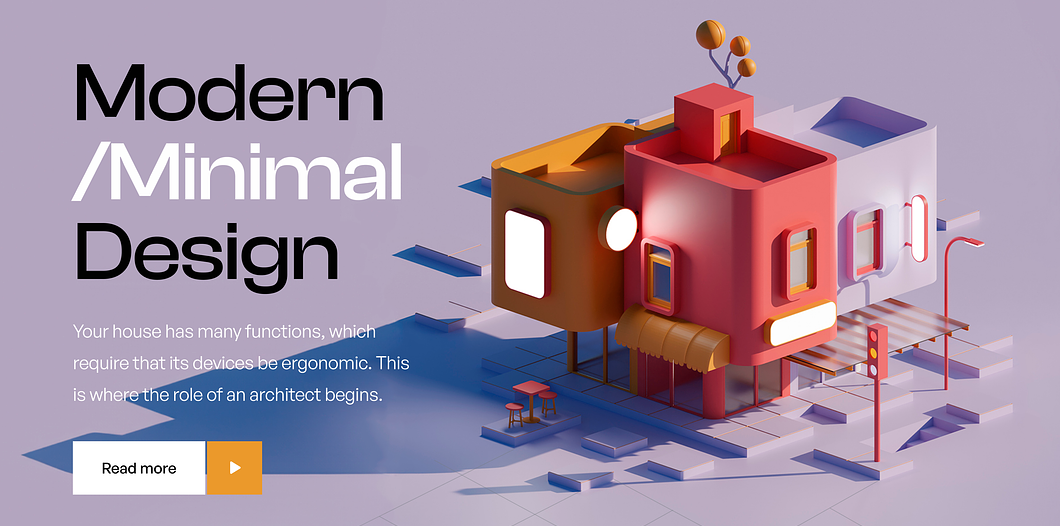 Modern
/Minimal
Design
Your house has many functions, which
require that its devices be ergonomic. This
is where the role of an architect begins.
Read more